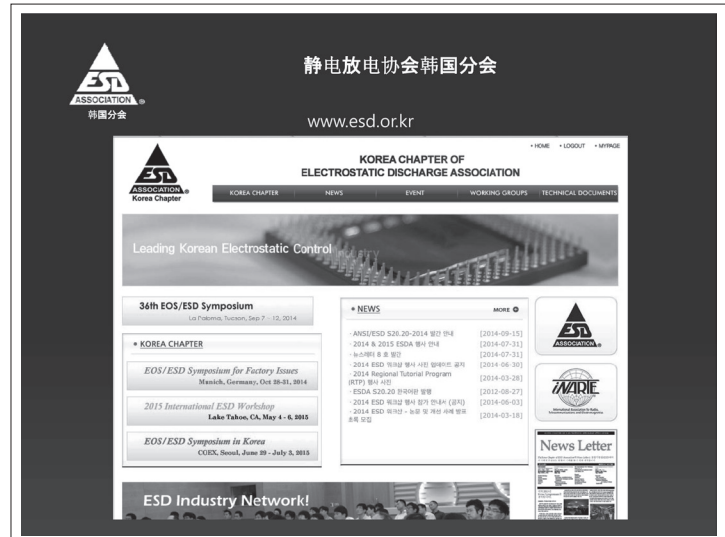 ESD
ASSOCIATION®
韩国分会
静电放电协会韩国分会
www.esd.or.kr
• HOME • LOGOUT • MYPAGE
ESD
ASSOCIATION®
Korea Chapter
KOREA CHAPTER OF
ELECTROSTATIC DISCHARGE ASSOCIATION
KOREA CHAPTER NEWS EVENT WORKING GROUPS TECHNICAL DOCUMENTS
Leading Korean Electrostatic Control Industry
36th EOS/ESD Symposium
La Paloma, Tucson, Sep 7 - 12, 2014
• KOREA CHAPTER
EOS/ESD Symposium for Factory Issues
Munich, Germany, Oct 20-21, 2014
2015 International ESD Workshop
Lake Tahoe, CA, May 4 - 6, 2015
EOS/ESD Symposium in Korea
COEX, Seoul, June 29 - July 3, 2015
• NEWS MORE
· ANSI/ESD S20.20-2014 발간 안내 [2014-09-15]
· 2014 & 2015 ESDA 행사 안내 [2014-07-31]
· 뉴스레터 8 호 발간 [2014-07-31]
· 2014 ESD 워크샵 행사 사진 업데이트 공지 [2014-06-30]
· 2014 Regional Tutorial Program
(RTP) 행사 사진 [2014-03-28]
· ESDA S20.20 한국어판 발행 [2012-08-27]
· 2014 ESD 워크샵 행사 참가 안내서 (공지) [2014-06-03]
· 2014 ESD 워크샵 - 논문 및 개선 사례 발표
초록 모집 [2014-03-18]
ESD
ASSOCIATION®
iNARTE
News Letter
ESD Industry Network!